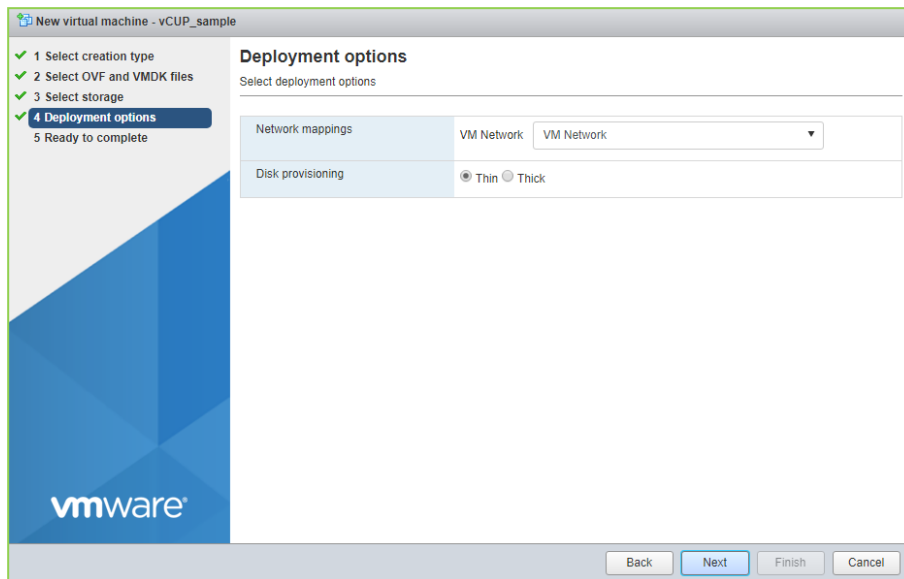 New virtual machine - vCUP_sample
1 Select creation type
2 Select OVF and VMDK files
3 Select storage
4 Deployment options
5 Ready to complete
Deployment options
Select deployment options
Network mappings
VM Network VM Network
Disk provisioning
Thin Thick
vmware®
Back Next Finish Cancel